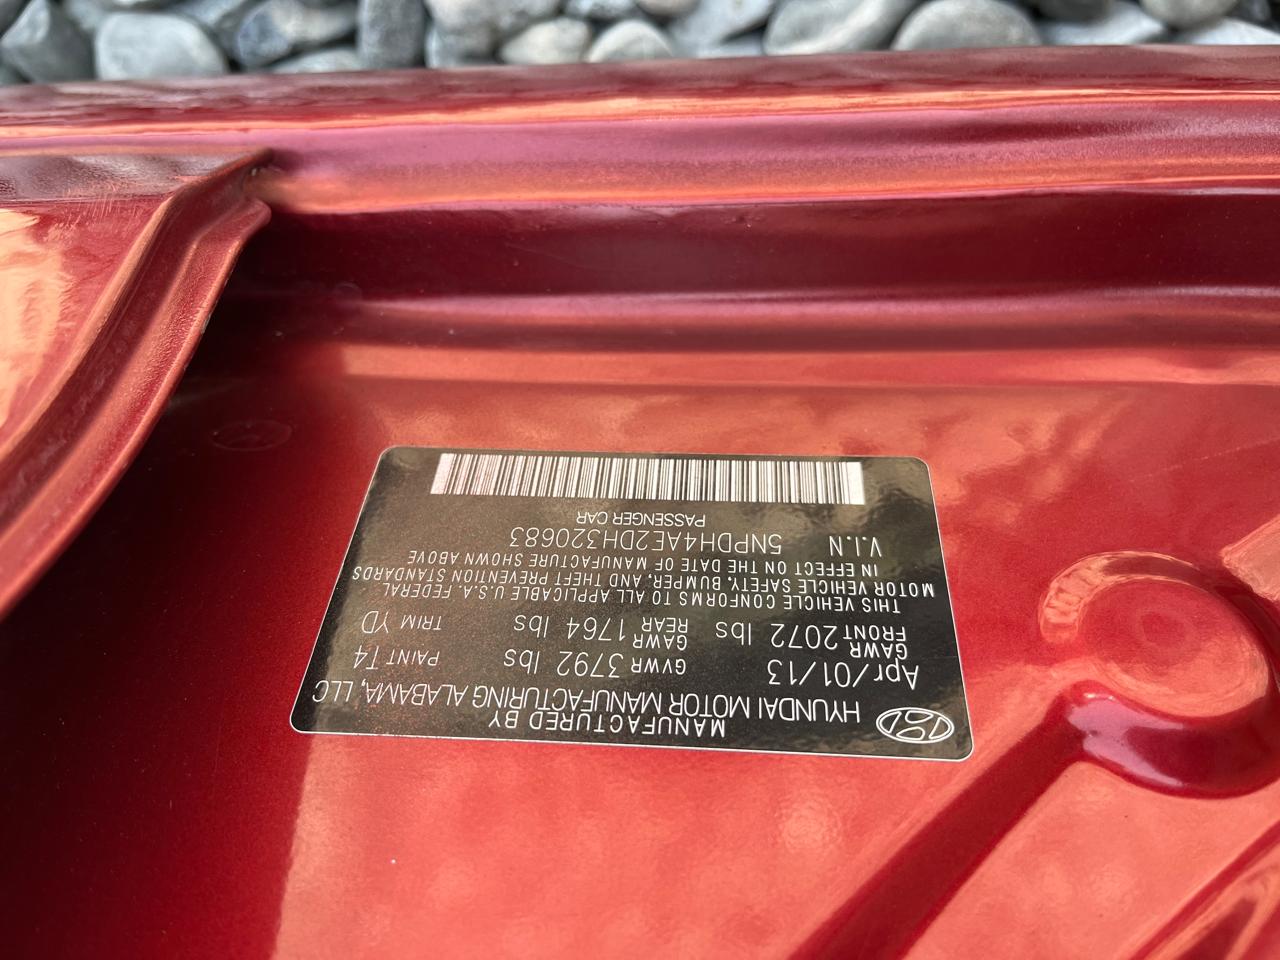 MANUFACTURED BY
HYUNDAI MOTOR MANUFACTURING ALABAMA, LLC
Apr/01/13 GVWR 3792 lbs PAINT T4
GAWR FRONT 2072 lbs GAWR REAR 1764 lbs TRIM YD
THIS VEHICLE CONFORMS TO ALL APPLICABLE U.S.A. FEDERAL
MOTOR VEHICLE SAFETY, BUMPER, AND THEFT PREVENTION STANDARDS
IN EFFECT ON THE DATE OF MANUFACTURE SHOWN ABOVE
V.I.N 5NPDH4AE2DH320683
PASSENGER CAR